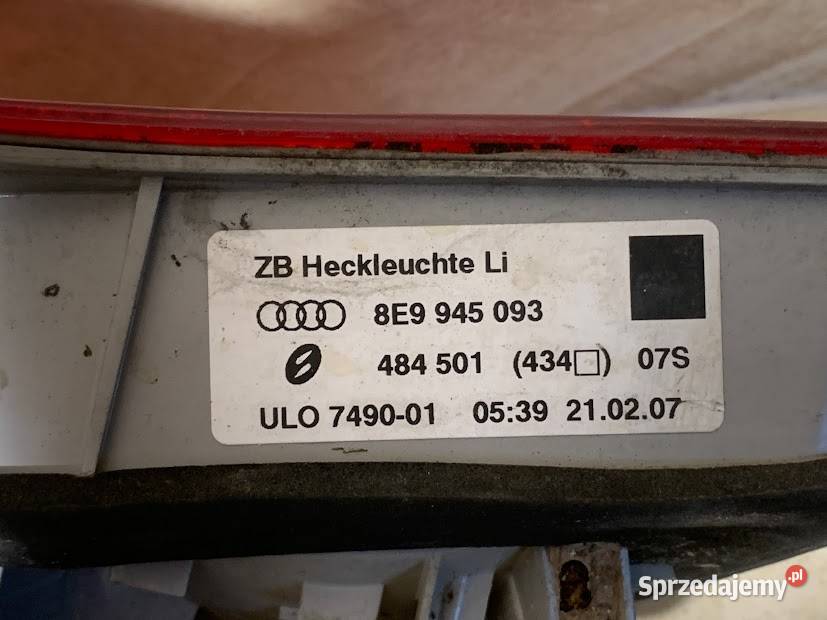 ZB Heckleuchte Li
8E9 945 093
484 501 (434□) 07S
ULO 7490-01 05:39 21.02.07
Sprzedajemy.pl